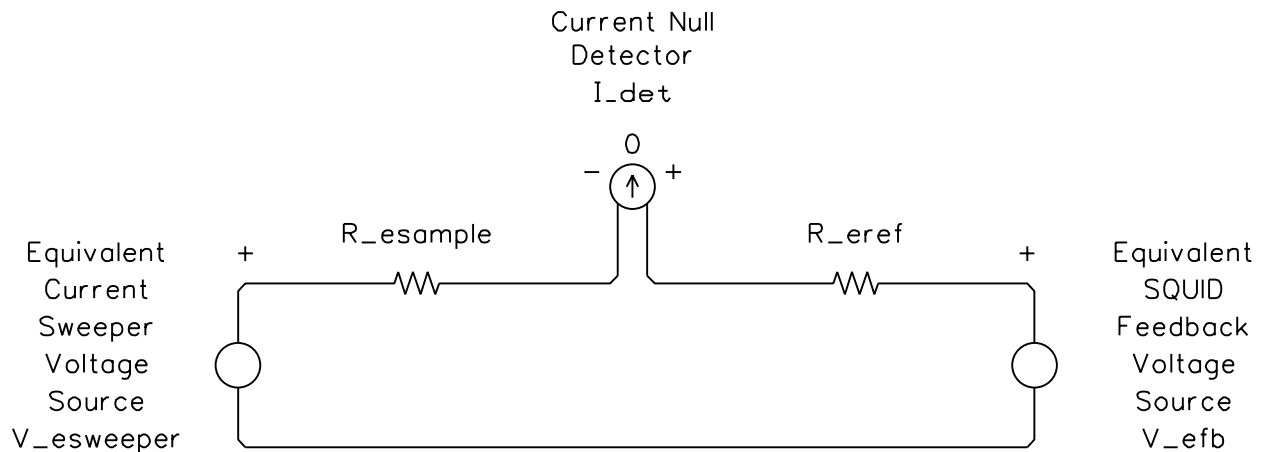 Current Null
Detector
I_det
0
- +
R_esample
R_eref
+
+
Equivalent
Current
Sweeper
Voltage
Source
V_esweeper
Equivalent
SQUID
Feedback
Voltage
Source
V_efb